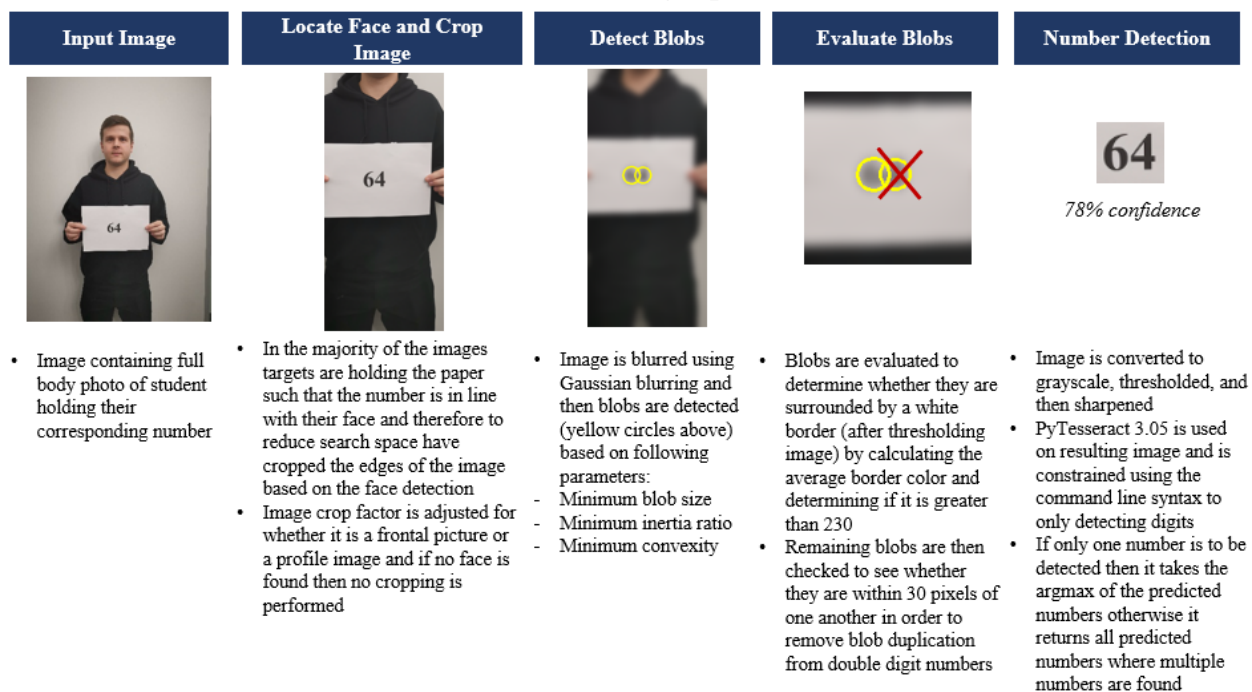 Input Image
Locate Face and Crop
Image
Detect Blobs
Evaluate Blobs
Number Detection
64
64
64
78% confidence
• Image containing full
body photo of student
holding their
corresponding number
• In the majority of the images
targets are holding the paper
such that the number is in line
with their face and therefore to
reduce search space have
cropped the edges of the image
based on the face detection
• Image crop factor is adjusted for
whether it is a frontal picture or
a profile image and if no face is
found then no cropping is
performed
• Image is blurred using
Gaussian blurring and
then blobs are detected
(yellow circles above)
based on following
parameters:
- Minimum blob size
- Minimum inertia ratio
- Minimum convexity
• Blobs are evaluated to
determine whether they are
surrounded by a white
border (after thresholding
image) by calculating the
average border color and
determining if it is greater
than 230
• Remaining blobs are then
checked to see whether
they are within 30 pixels of
one another in order to
remove blob duplication
from double digit numbers
• Image is converted to
grayscale, thresholded, and
then sharpened
• PyTesseract 3.05 is used
on resulting image and is
constrained using the
command line syntax to
only detecting digits
• If only one number is to be
detected then it takes the
argmax of the predicted
numbers otherwise it
returns all predicted
numbers where multiple
numbers are found